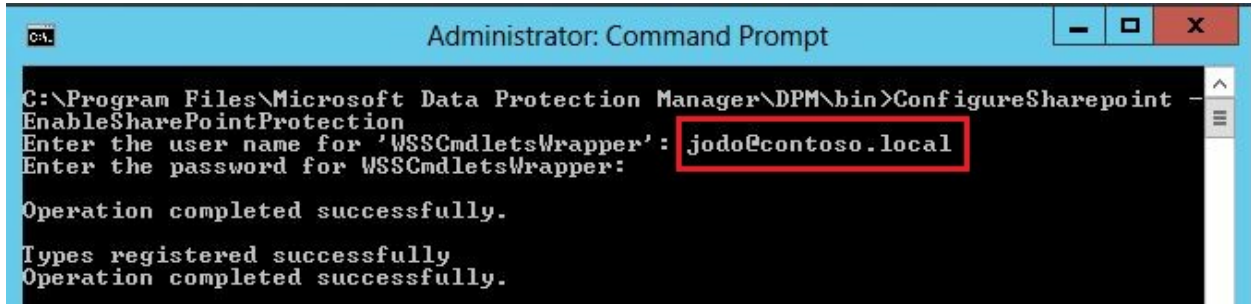 C:\.
Administrator: Command Prompt
C:\Program Files\Microsoft Data Protection Manager\DPM\bin>ConfigureSharepoint -
EnableSharePointProtection
Enter the user name for 'WSSCmdletsWrapper': jodo@contoso.local
Enter the password for WSSCmdletsWrapper:
Operation completed successfully.
Types registered successfully
Operation completed successfully.